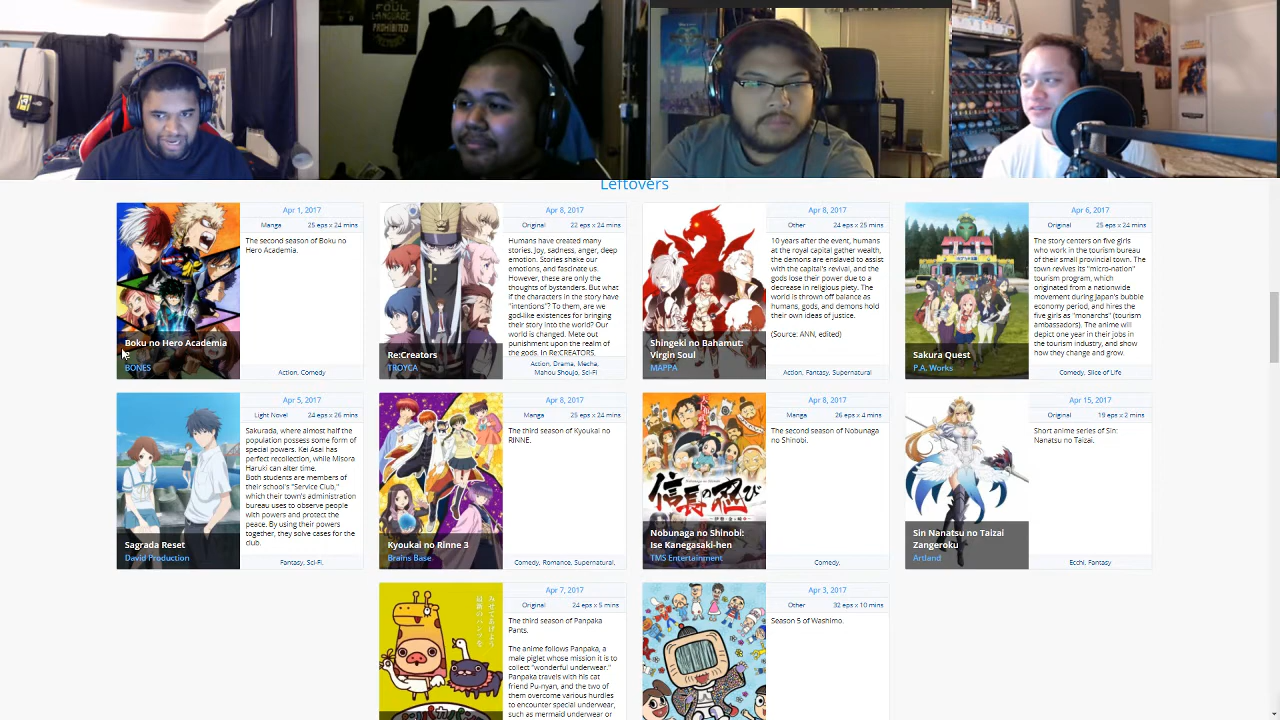 FOUL
LANGUAGE
PROHIBITED
Leftovers
Apr 1, 2017
Manga 25 eps x 24 mins
The second season of Boku no
Hero Academia.
Boku no Hero Academia
BONES
Action, Comedy
Apr 8, 2017
Original 22 eps x 24 mins
Humans have created many
stories. Joy, sadness, anger, deep
emotion. Stories shake our
emotions, and fascinate us.
However, these are only the
thoughts of bystanders. But what
if the characters in the story have
"intentions"? To them, are we
god-like existences for bringing
their story into the world? Our
world is changed. Mete out
punishment upon the realm of
the gods. In Re:CREATORS,
Re:Creators
TROYCA
Action, Drama, Mecha,
Mahou Shoujo, Sci-Fi
Apr 8, 2017
Other 24 eps x 25 mins
10 years after the event, humans
at the royal capital gather wealth,
the demons are enslaved to assist
with the capital's revival, and the
gods lose their power due to a
decrease in religious piety. The
world is thrown off balance as
humans, gods, and demons hold
their own ideas of justice.
(Source: ANN, edited)
Shingeki no Bahamut:
Virgin Soul
MAPPA
Action, Fantasy, Supernatural
Apr 6, 2017
Original 25 eps x 24 mins
The story centers on five girls
who work in the tourism bureau
of their small provincial town. The
town revives its "micro-nation"
tourism program, which
originated from a nationwide
movement during Japan's bubble
economy period, and hires the
five girls as "monarchs" (tourism
ambassadors). The anime will
depict one year in their jobs in
the tourism industry, and show
how they change and grow.
Sakura Quest
P.A. Works
Comedy, Slice of Life
Apr 5, 2017
Light Novel 24 eps x 26 mins
Sakurada, where almost half the
population possess some form of
special powers. Kei Asai has
perfect recollection, while Misora
Haruki can alter time.
Both students are members of
their school's "Service Club,"
which their town's administration
bureau uses to observe people
with powers and protect the
peace. By using their powers
together, they solve cases for the
club.
Sagrada Reset
David Production
Fantasy, Sci-Fi,
Apr 8, 2017
Manga 25 eps x 24 mins
The third season of Kyoukai no
RINNE.
Kyoukai no Rinne 3
Brains Base
Comedy, Romance, Supernatural,
Apr 8, 2017
Manga 26 eps x 4 mins
The second season of Nobunaga
no Shinobi.
信長の忍び
Nobunaga no Shinobi:
Ise Kanegasaki-hen
TMS Entertainment
Comedy,
Apr 15, 2017
Original 19 eps x 2 mins
Short anime series of Sin:
Nanatsu no Taizai.
Sin Nanatsu no Taizai
Zangeroku
Artland
Ecchi, Fantasy
Apr 7, 2017
Original 24 eps x 5 mins
The third season of Panpaka
Pants.
The anime follows Panpaka, a
male piglet whose mission it is to
collect "wonderful underwear."
Panpaka travels with his cat
friend Pu-nyan, and the two of
them overcome various hurdles
to encounter special underwear,
such as mermaid underwear or
みせてあげよう
最新のパンツを
Apr 3, 2017
Other 32 eps x 10 mins
Season 5 of Washimo.